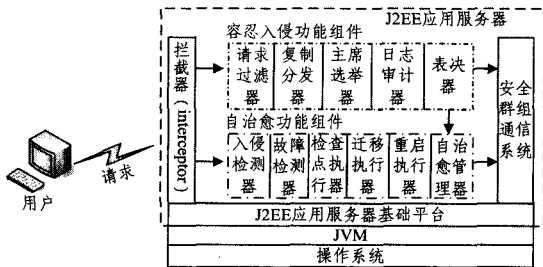 J2EE应用服务器
容忍入侵功能组件
拦截器(interceptor)
请求过滤器
复制分发器
主席选举器
日志审计器
表决器
安全群组通信系统
自治愈功能组件
入侵检测器
故障检测器
检查点执行器
迁移执行器
重启执行器
自治愈管理器
请求
用户
J2EE应用服务器基础平台
JVM
操作系统